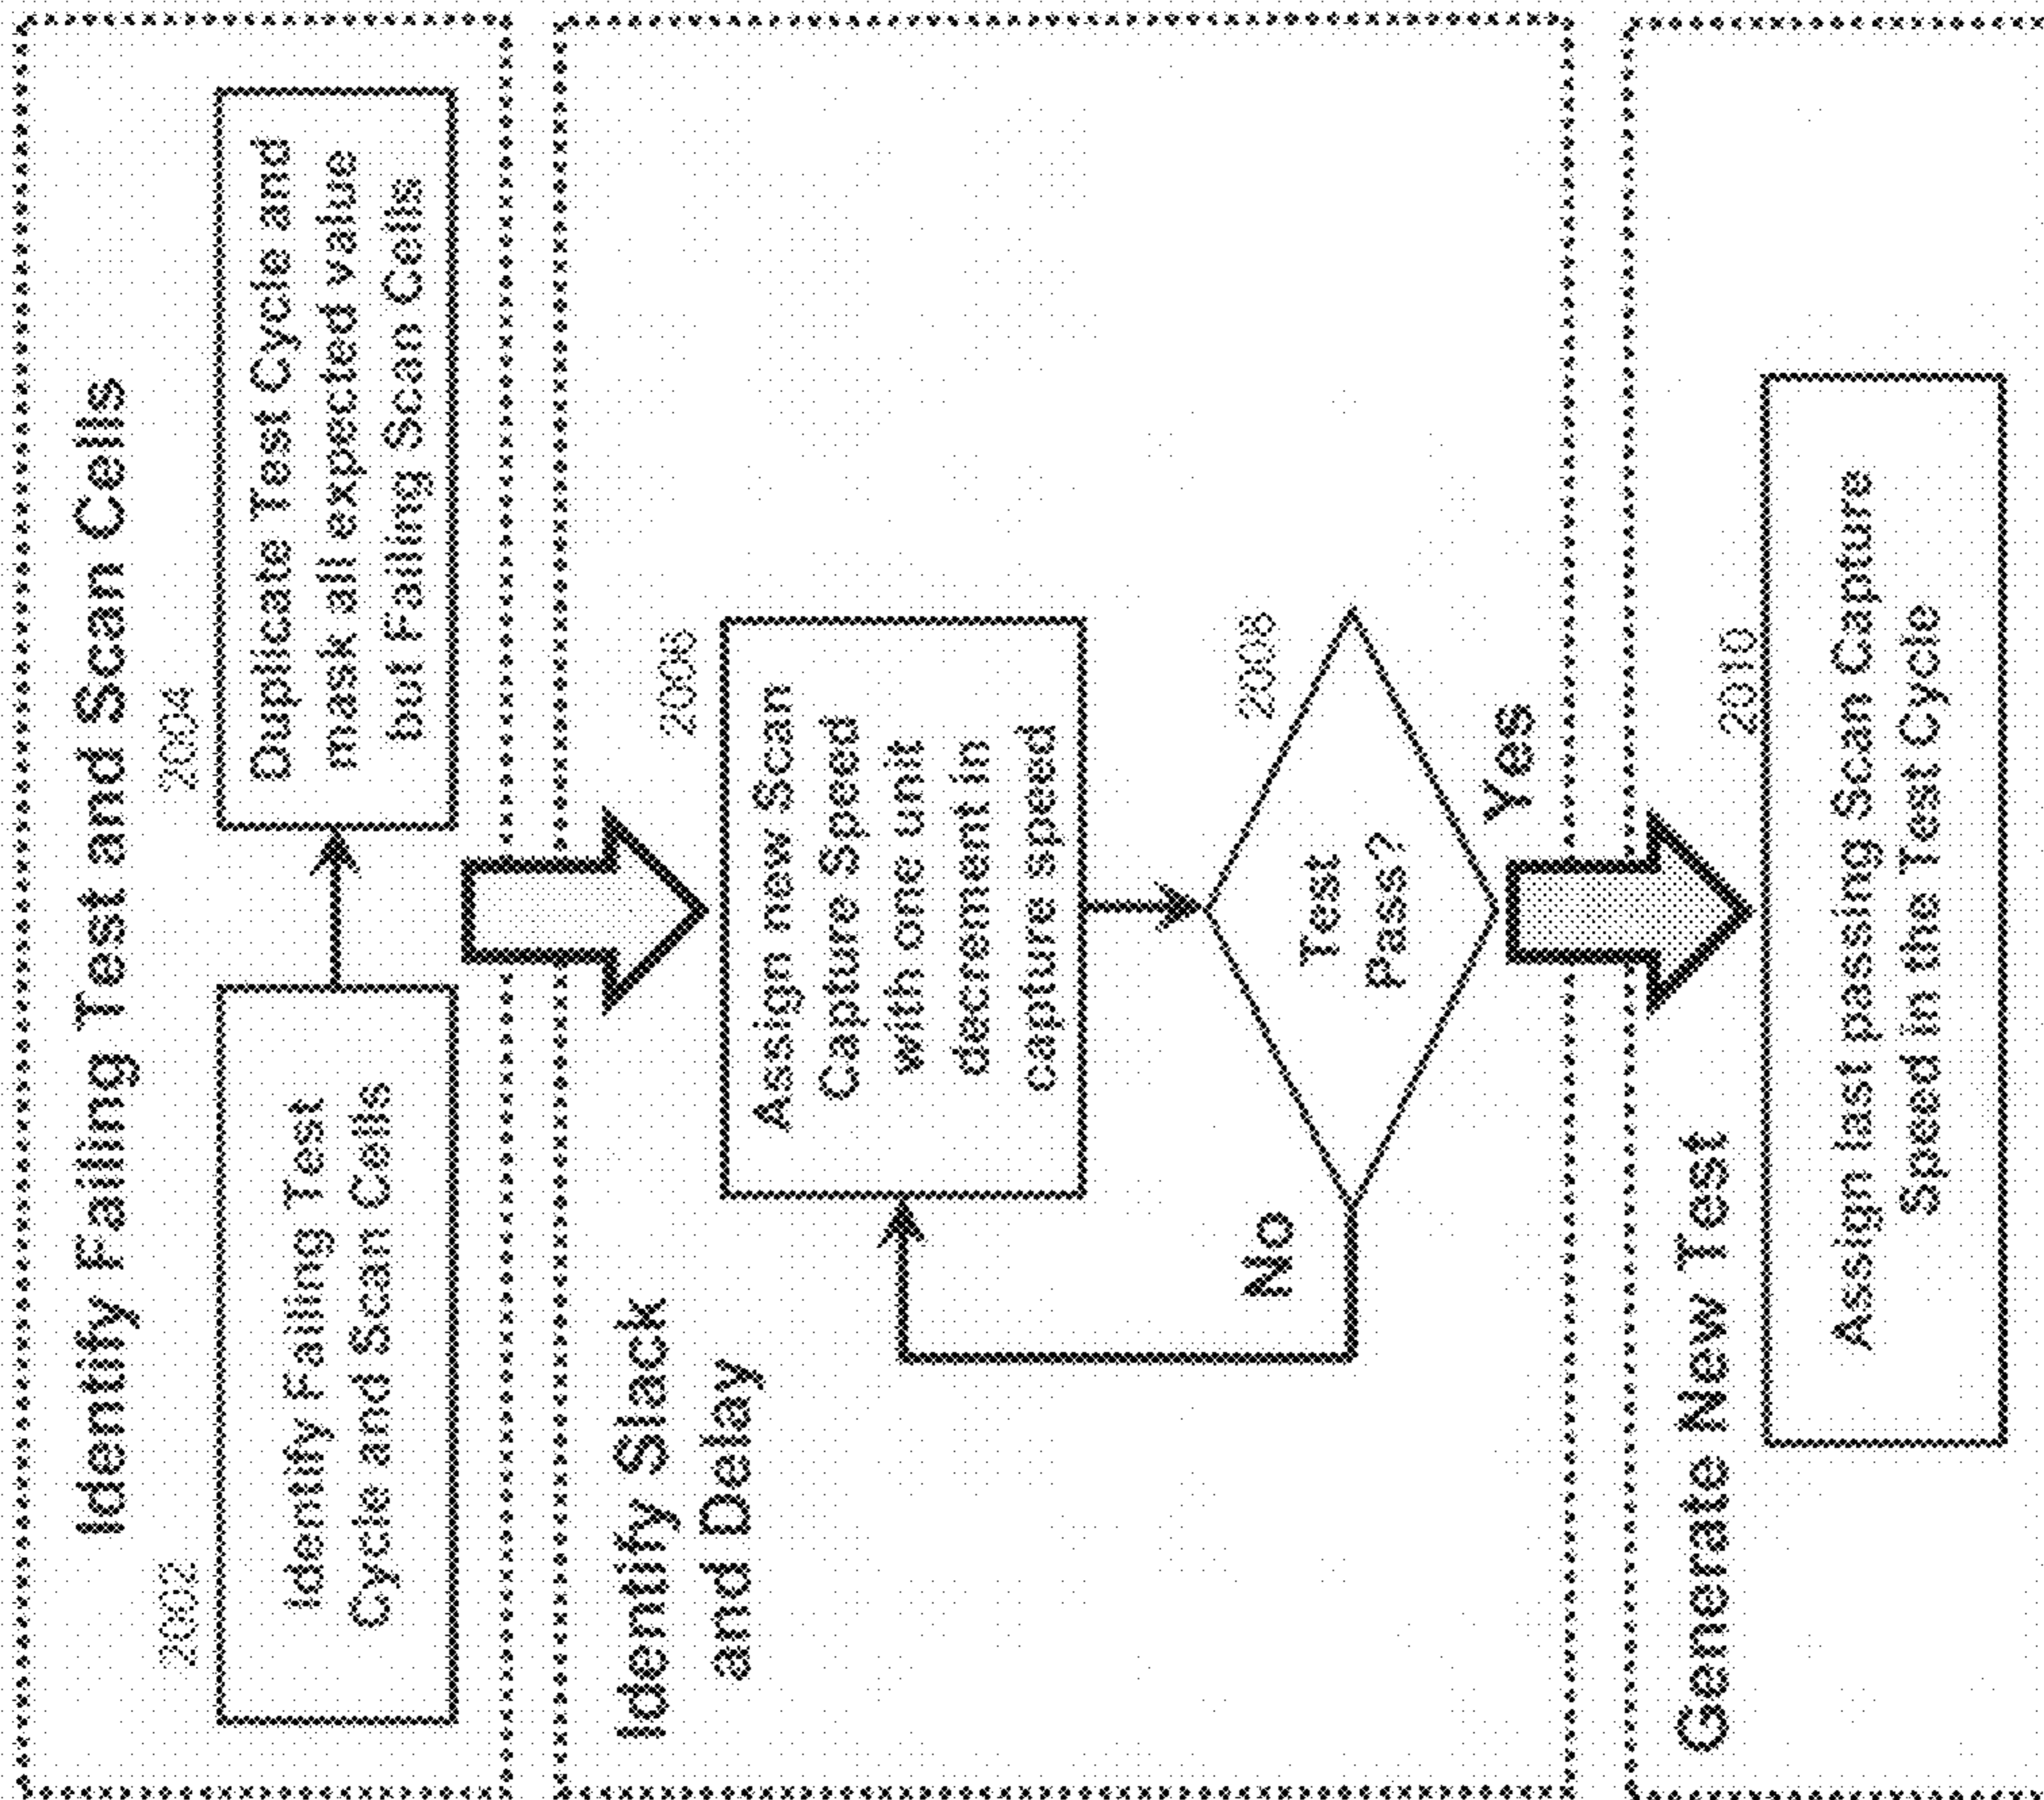 Identify Failing Test and Scan Cells
2002
Identify Failing Test
Cycle and Scan Cells
2004
Duplicate Test Cycle and
mask all expected value
but Failing Scan Cells
Identify Slack
and Delay
2006
Assign new Scan
Capture Speed
with one unit
decrement in
capture speed
2008
Test
Pass?
No
Yes
Generate New Test
2010
Assign last passing Scan Capture
Speed in the Test Cycle